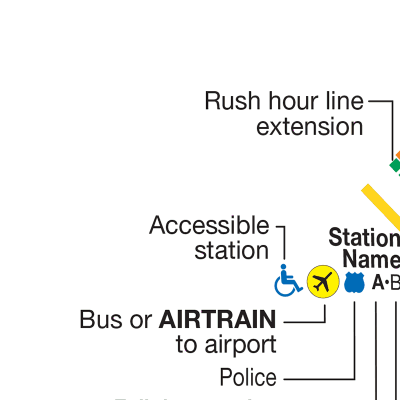 Rush hour line
extension
Accessible
station
Station
Name
A•B
Bus or AIRTRAIN
to airport
Police